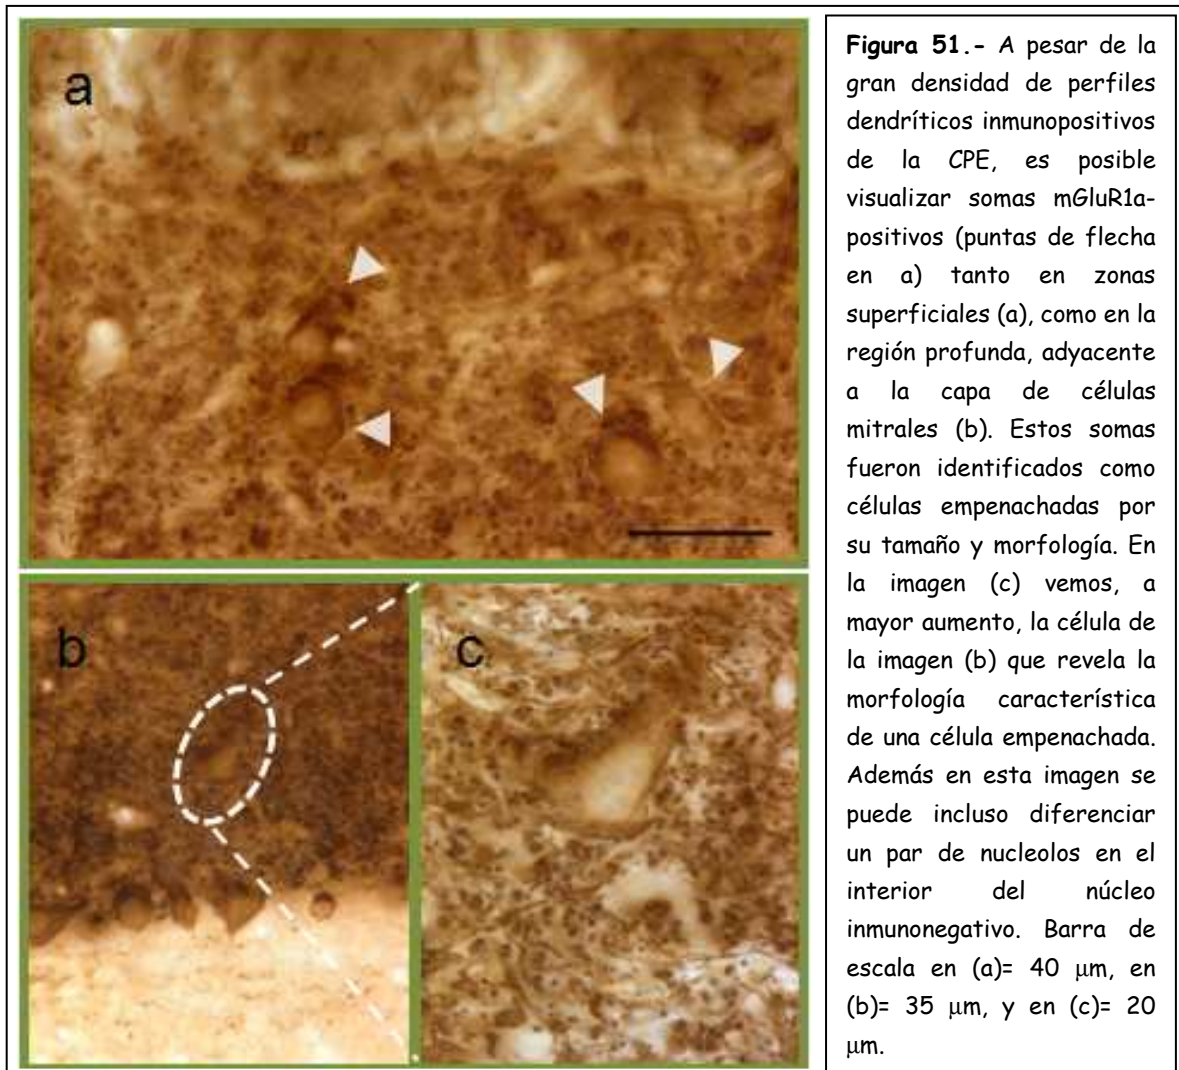 a
b
c
Figura 51.- A pesar de la
gran densidad de perfiles
dendríticos inmunopositivos
de la CPE, es posible
visualizar somas mGluR1a-
positivos (puntas de flecha
en a) tanto en zonas
superficiales (a), como en la
región profunda, adyacente
a la capa de células
mitrales (b). Estos somas
fueron identificados como
células empenachadas por
su tamaño y morfología. En
la imagen (c) vemos, a
mayor aumento, la célula de
la imagen (b) que revela la
morfología característica
de una célula empenachada.
Además en esta imagen se
puede incluso diferenciar
un par de nucleolos en el
interior del núcleo
inmunonegativo. Barra de
escala en (a)= 40 μm, en
(b)= 35 μm, y en (c)= 20
μm.